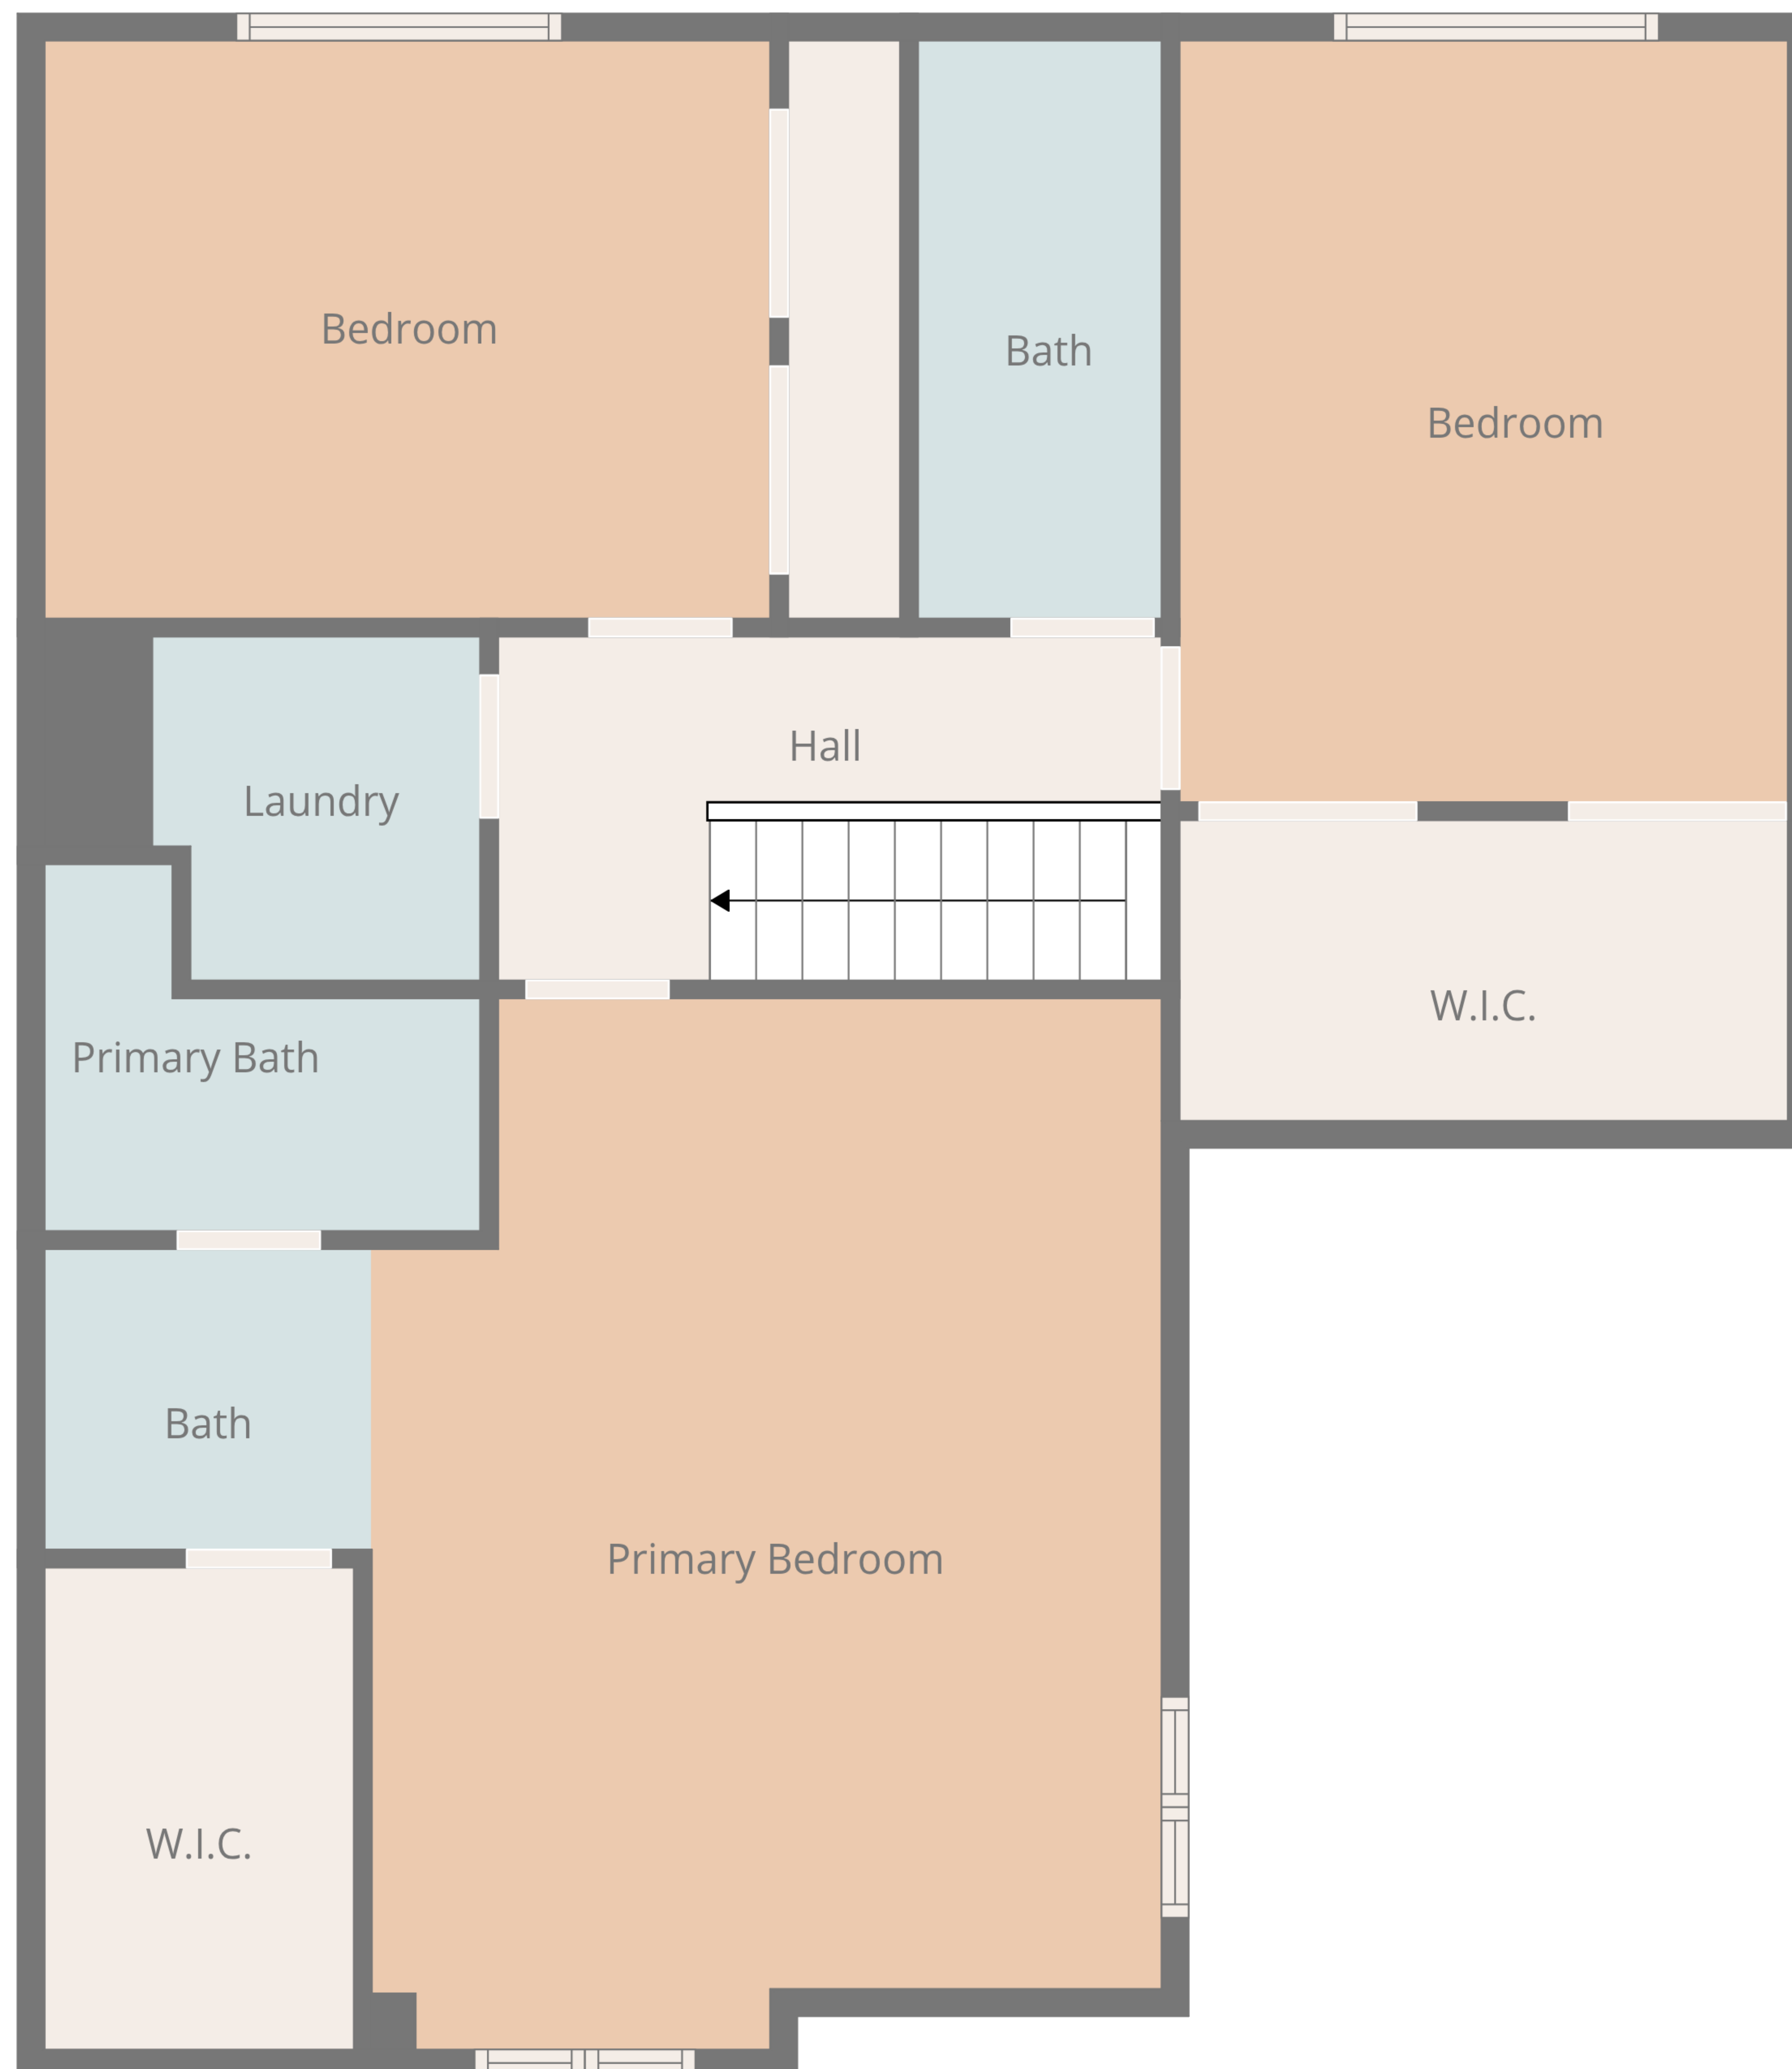 Bedroom
Bath
Bedroom
Hall
Laundry
W.I.C.
Primary Bath
Bath
Primary Bedroom
W.I.C.